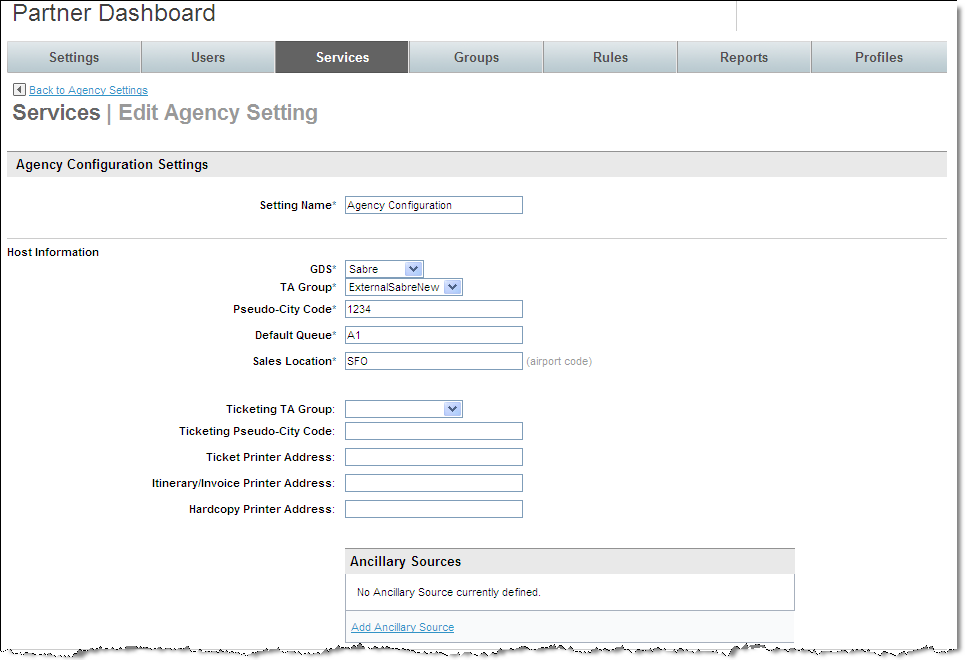 Partner Dashboard
Settings Users Services Groups Rules Reports Profiles
Back to Agency Settings
Services | Edit Agency Setting
Agency Configuration Settings
Setting Name* Agency Configuration
Host Information
GDS* Sabre
TA Group* ExternalSabreNew
Pseudo-City Code* 1234
Default Queue* A1
Sales Location* SFO (airport code)
Ticketing TA Group:
Ticketing Pseudo-City Code:
Ticket Printer Address:
Itinerary/Invoice Printer Address:
Hardcopy Printer Address:
Ancillary Sources
No Ancillary Source currently defined.
Add Ancillary Source